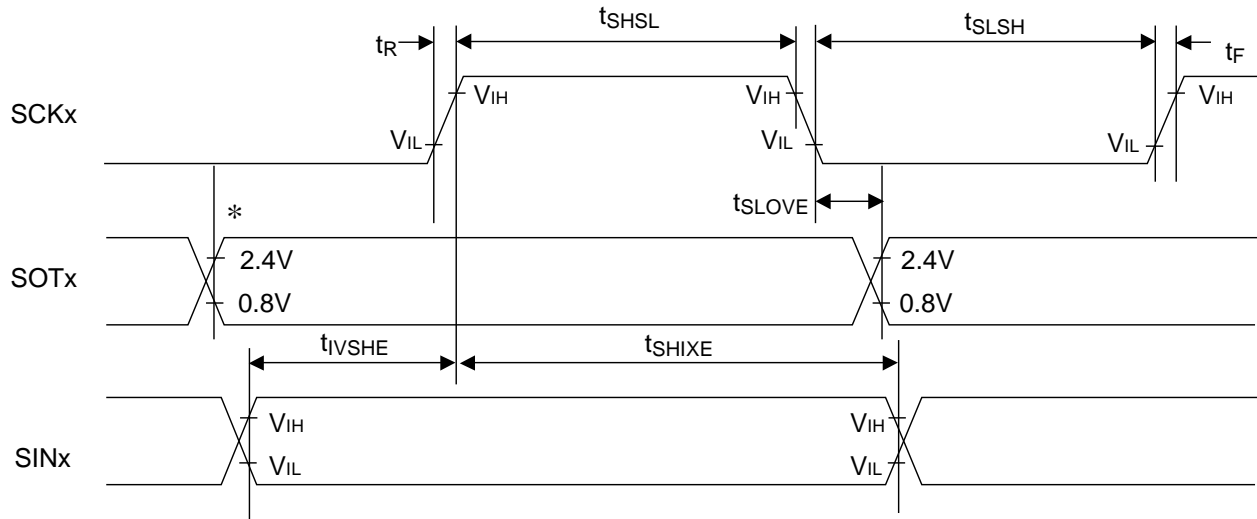 tSHSL
tSLSH
tR
tF
SCKx
VIH
VIH
VIH
VIL
VIL
VIL
tSLOVE
*
SOTx
2.4V
2.4V
0.8V
0.8V
tIVSHE
tSHIXE
SINx
VIH
VIH
VIL
VIL